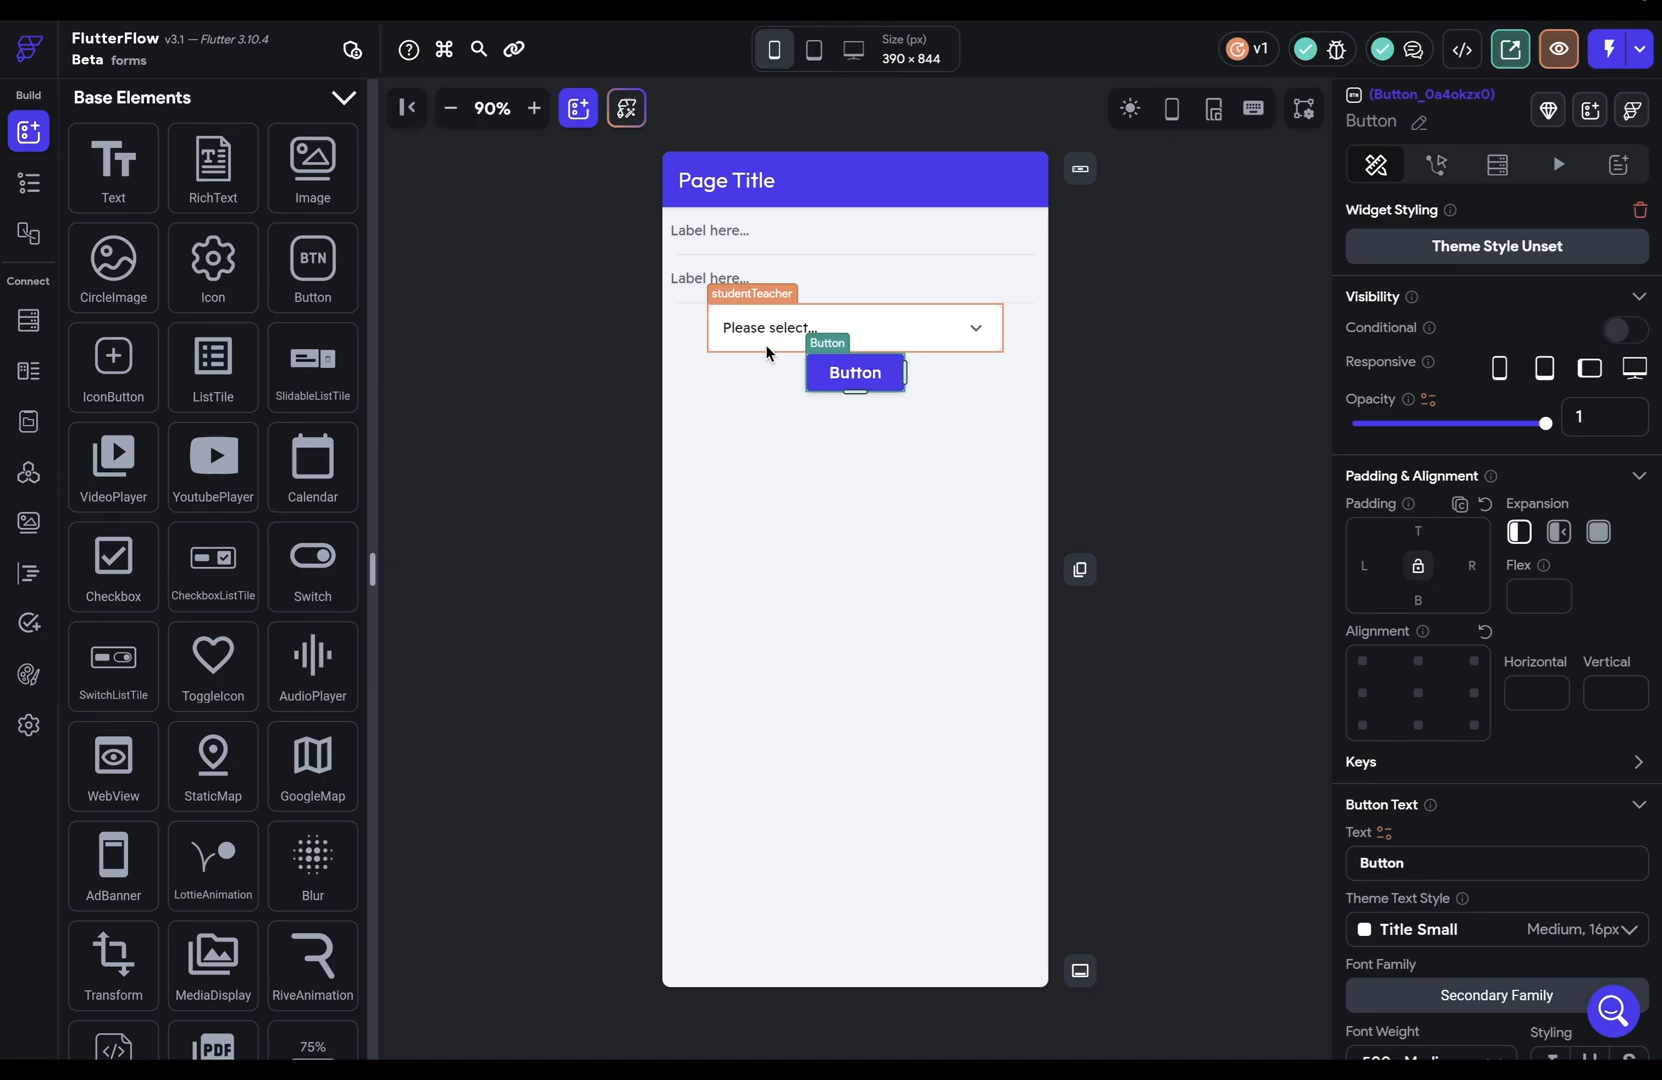 FlutterFlow v3.1 – Flutter 3.10.4
Beta forms
Size (px)
390 × 844
v1
Build
Connect
Base Elements
Text
RichText
Image
CircleImage
Icon
BTN
Button
IconButton
ListTile
SlidableListTile
VideoPlayer
YoutubePlayer
Calendar
Checkbox
CheckboxListTile
Switch
SwitchListTile
ToggleIcon
AudioPlayer
WebView
StaticMap
GoogleMap
AdBanner
LottieAnimation
Blur
Transform
MediaDisplay
RiveAnimation
PDF
75%
90%
Page Title
Label here...
Label here...
studentTeacher
Please select...
Button
Button
(Button_0a4okzx0)
Button
Widget Styling
Theme Style Unset
Visibility
Conditional
Responsive
Opacity
1
Padding & Alignment
Padding
Expansion
T
L
R
B
Flex
Alignment
Horizontal Vertical
Keys
Button Text
Text
Button
Theme Text Style
Title Small Medium, 16px
Font Family
Secondary Family
Font Weight
Styling